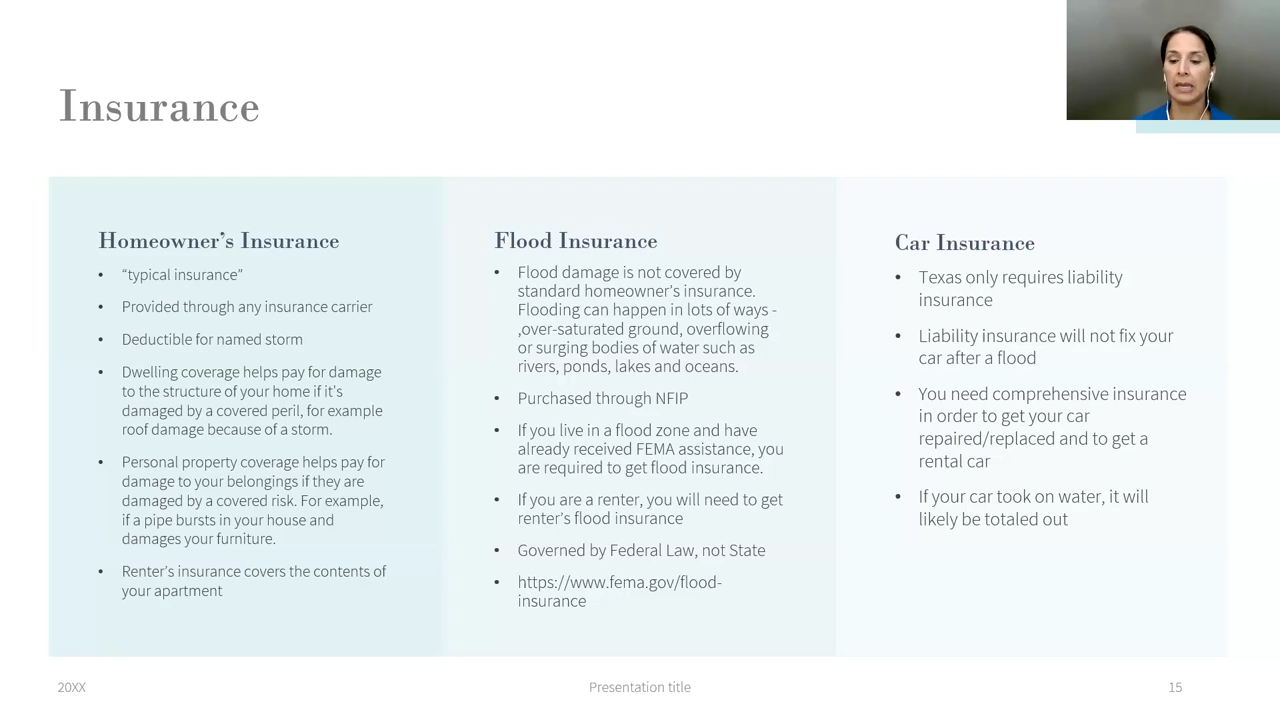 Insurance
Homeowner’s Insurance
• “typical insurance”
• Provided through any insurance carrier
• Deductible for named storm
• Dwelling coverage helps pay for damage
to the structure of your home if it's
damaged by a covered peril, for example
roof damage because of a storm.
• Personal property coverage helps pay for
damage to your belongings if they are
damaged by a covered risk. For example,
if a pipe bursts in your house and
damages your furniture.
• Renter’s insurance covers the contents of
your apartment
Flood Insurance
• Flood damage is not covered by
standard homeowner’s insurance.
Flooding can happen in lots of ways -
,over-saturated ground, overflowing
or surging bodies of water such as
rivers, ponds, lakes and oceans.
• Purchased through NFIP
• If you live in a flood zone and have
already received FEMA assistance, you
are required to get flood insurance.
• If you are a renter, you will need to get
renter’s flood insurance
• Governed by Federal Law, not State
• https://www.fema.gov/flood-
insurance
Car Insurance
• Texas only requires liability
insurance
• Liability insurance will not fix your
car after a flood
• You need comprehensive insurance
in order to get your car
repaired/replaced and to get a
rental car
• If your car took on water, it will
likely be totaled out
20XX
Presentation title
15